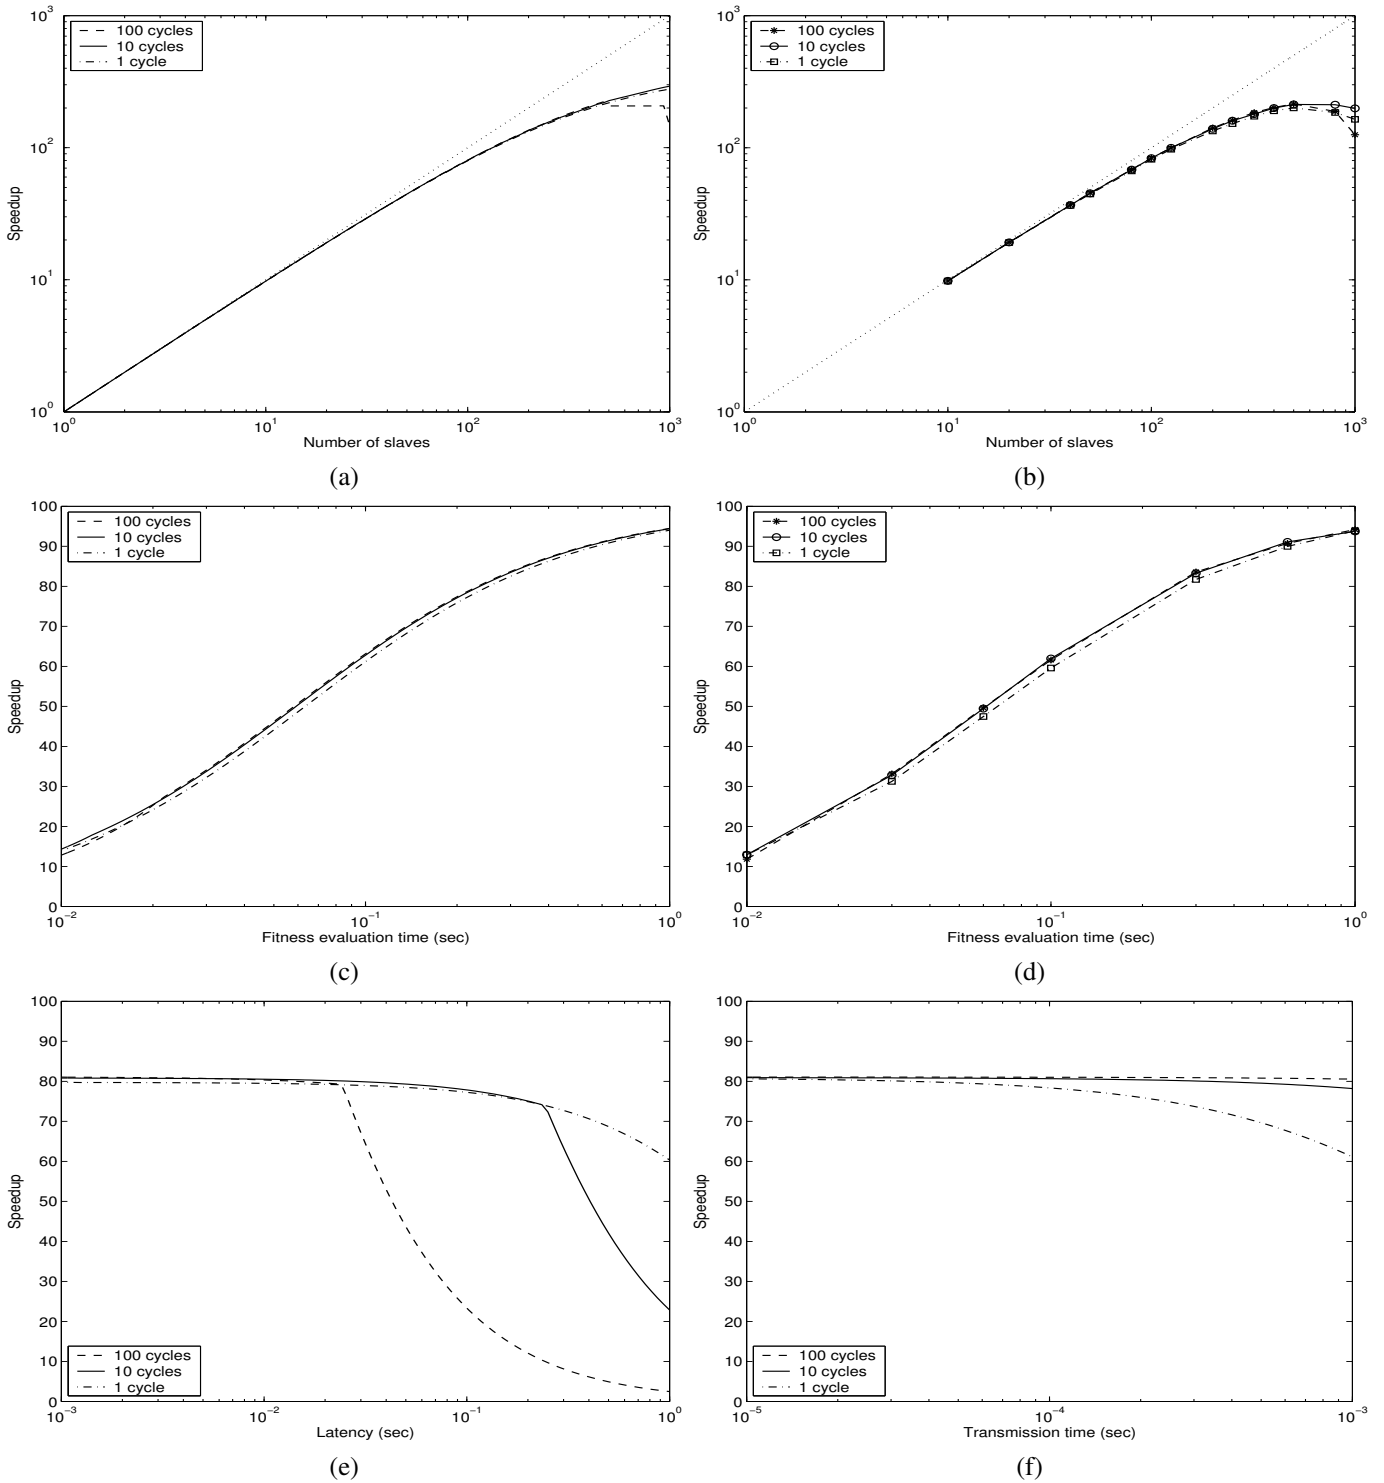 10^3
10^2
10^1
10^0
Speedup
100 cycles
10 cycles
1 cycle
10^0
10^1
10^2
10^3
Number of slaves
(a)
10^3
10^2
10^1
10^0
Speedup
100 cycles
10 cycles
1 cycle
10^0
10^1
10^2
10^3
Number of slaves
(b)
100
90
80
70
60
50
40
30
20
10
0
Speedup
100 cycles
10 cycles
1 cycle
10^−2
10^−1
10^0
Fitness evaluation time (sec)
(c)
100
90
80
70
60
50
40
30
20
10
0
Speedup
100 cycles
10 cycles
1 cycle
10^−2
10^−1
10^0
Fitness evaluation time (sec)
(d)
100
90
80
70
60
50
40
30
20
10
0
Speedup
100 cycles
10 cycles
1 cycle
10^−3
10^−2
10^−1
10^0
Latency (sec)
(e)
100
90
80
70
60
50
40
30
20
10
0
Speedup
100 cycles
10 cycles
1 cycle
10^−5
10^−4
10^−3
Transmission time (sec)
(f)